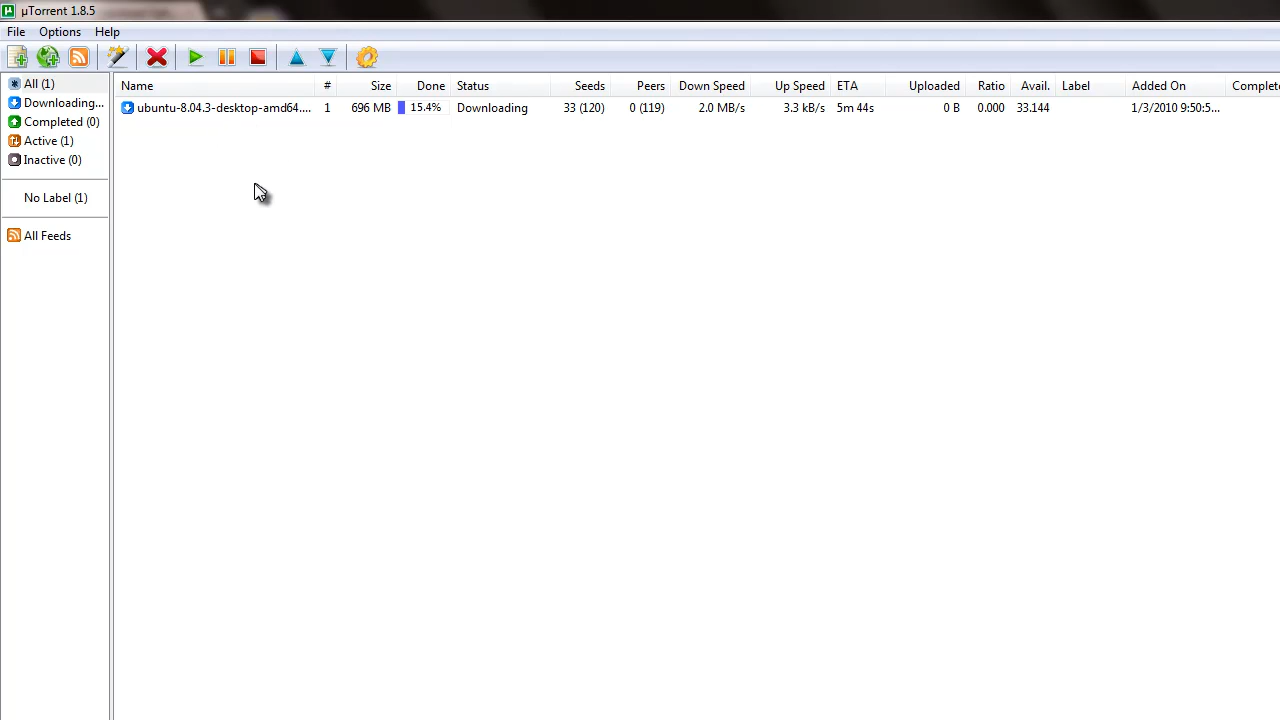 µTorrent 1.8.5
File Options Help
All (1)
Downloading...
Completed (0)
Active (1)
Inactive (0)
No Label (1)
All Feeds
Name # Size Done Status Seeds Peers Down Speed Up Speed ETA Uploaded Ratio Avail. Label Added On Complete
ubuntu-8.04.3-desktop-amd64.... 1 696 MB 15.4% Downloading 33 (120) 0 (119) 2.0 MB/s 3.3 kB/s 5m 44s 0 B 0.000 33.144 1/3/2010 9:50:5...